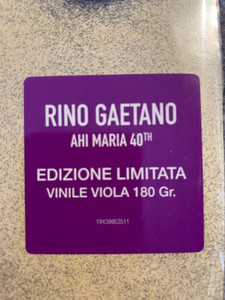 RINO GAETANO
AHI MARIA 40TH
EDIZIONE LIMITATA
VINILE VIOLA 180 Gr.
19439953511